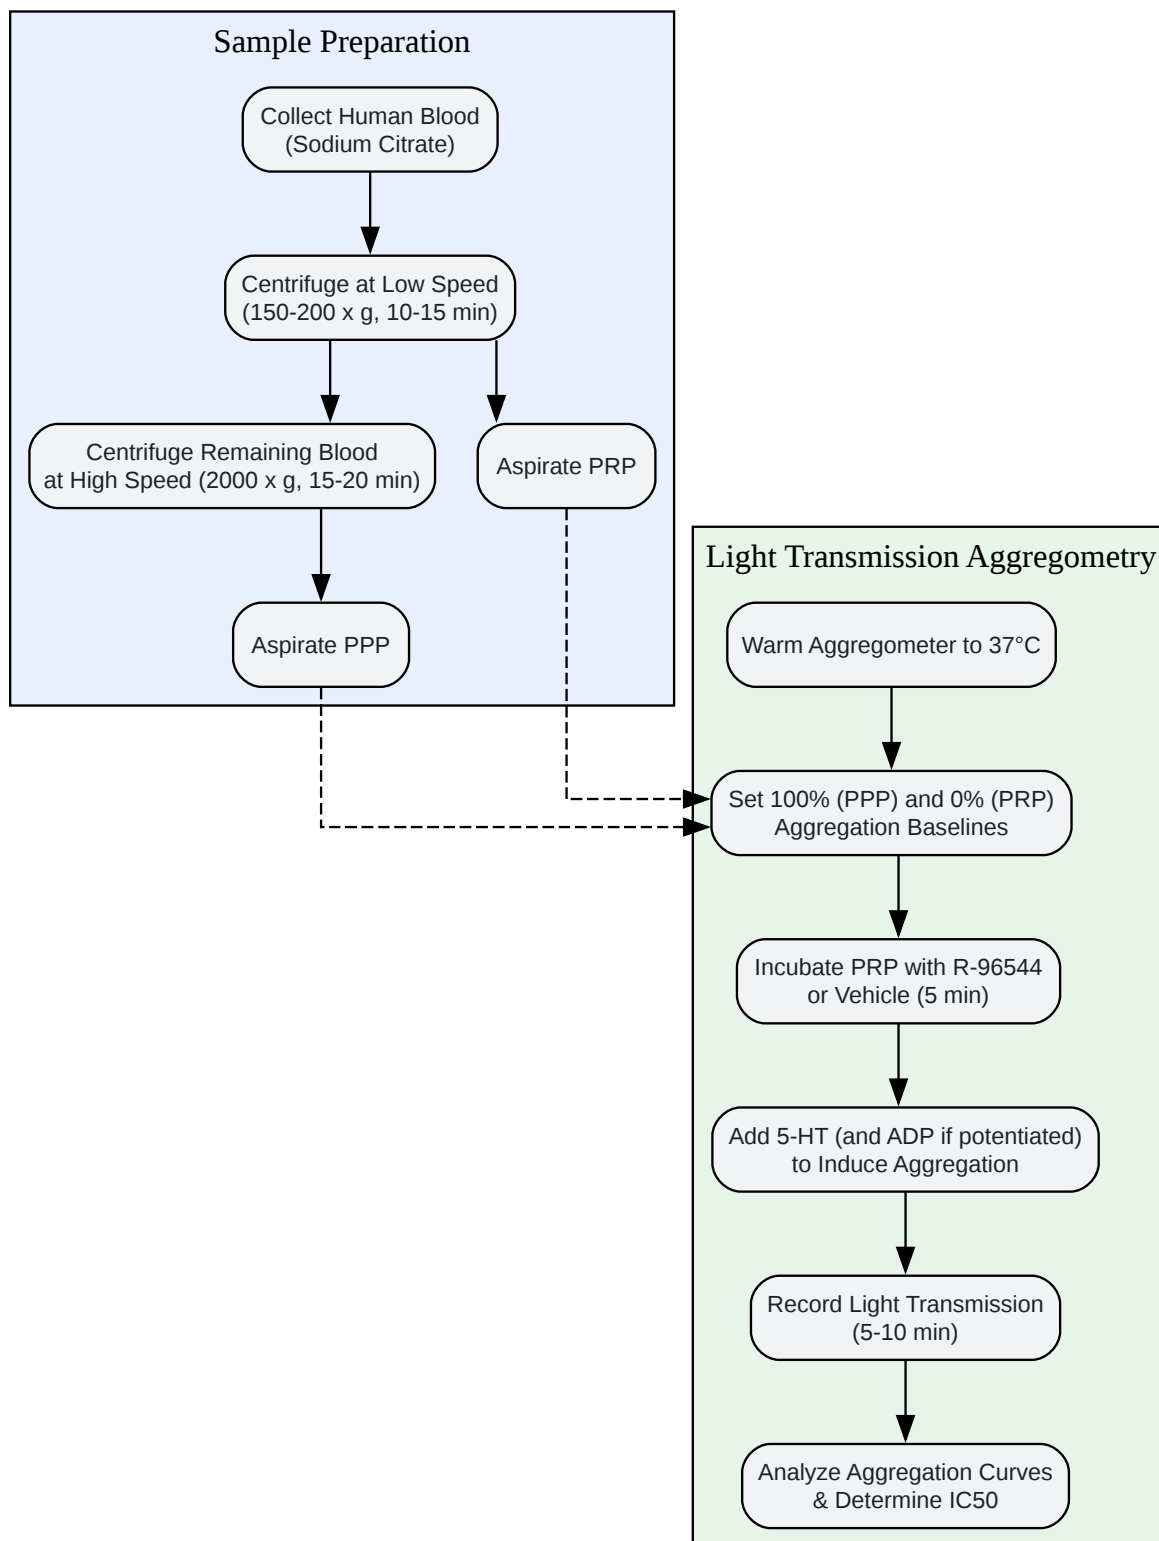 Sample Preparation
Collect Human Blood
(Sodium Citrate)
Centrifuge at Low Speed
(150-200 x g, 10-15 min)
Centrifuge Remaining Blood
at High Speed (2000 x g, 15-20 min)
Aspirate PRP
Aspirate PPP
Light Transmission Aggregometry
Warm Aggregometer to 37°C
Set 100% (PPP) and 0% (PRP)
Aggregation Baselines
Incubate PRP with R-96544
or Vehicle (5 min)
Add 5-HT (and ADP if potentiated)
to Induce Aggregation
Record Light Transmission
(5-10 min)
Analyze Aggregation Curves
& Determine IC50